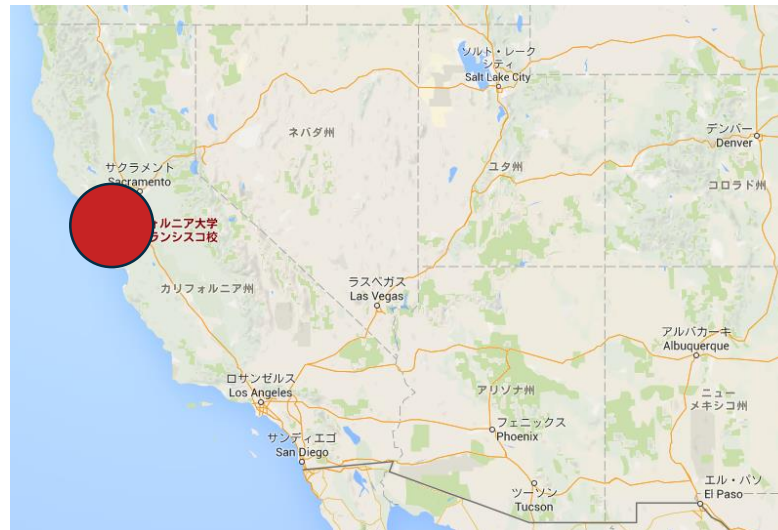 ソルト・レーク
シティ
Salt Lake City
ネバダ州
デンバー
Denver
サクラメント
Sacramento
ユタ州
コロラド州
ォルニア大学
ランシスコ校
カリフォルニア州
ラスベガス
Las Vegas
アルバカーキ
Albuquerque
ロサンゼルス
Los Angeles
アリゾナ州
ニュー
メキシコ州
フェニックス
Phoenix
サンディエゴ
San Diego
ツーソン
Tucson
エル・パソ
El Paso